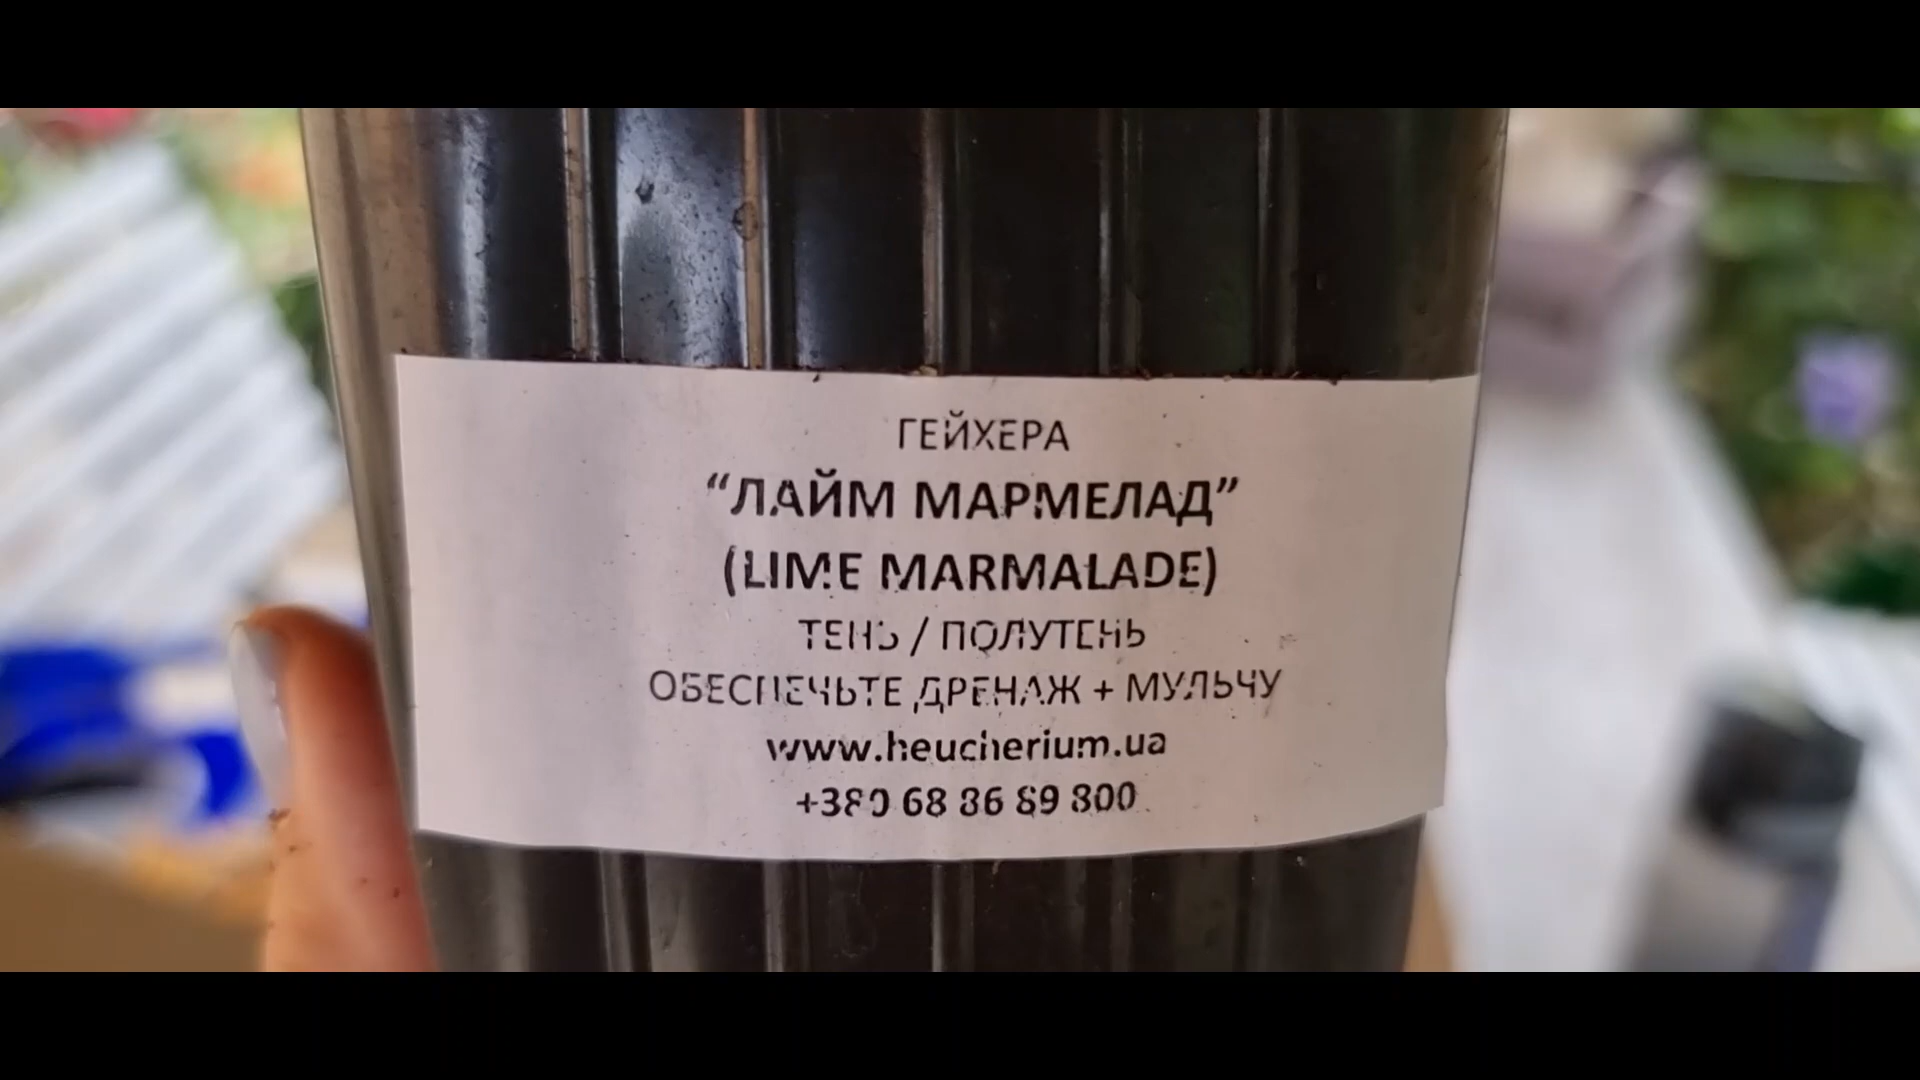 ГЕЙХЕРА
“ЛАЙМ МАРМЕЛАД”
(LIME MARMALADE)
ТЕНЬ / ПОЛУТЕНЬ
ОБЕСПЕЧЬТЕ ДРЕНАЖ + МУЛЬЧУ
www.heucherium.ua
+380 68 86 89 800